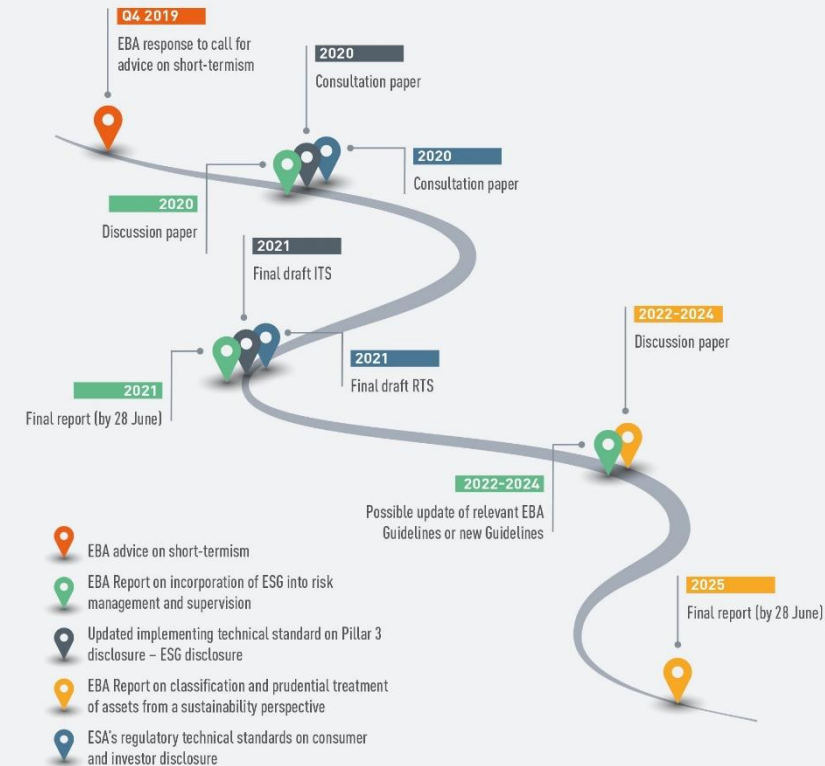 Q4 2019
EBA response to call for
advice on short-termism
2020
Consultation paper
2020
Consultation paper
2020
Discussion paper
2021
Final draft ITS
2021
Final draft RTS
2021
Final report (by 28 June)
2022-2024
Discussion paper
2022-2024
Possible update of relevant EBA
Guidelines or new Guidelines
2025
Final report (by 28 June)
EBA advice on short-termism
EBA Report on incorporation of ESG into risk
management and supervision
Updated implementing technical standard on Pillar 3
disclosure – ESG disclosure
EBA Report on classification and prudential treatment
of assets from a sustainability perspective
ESA's regulatory technical standards on consumer
and investor disclosure